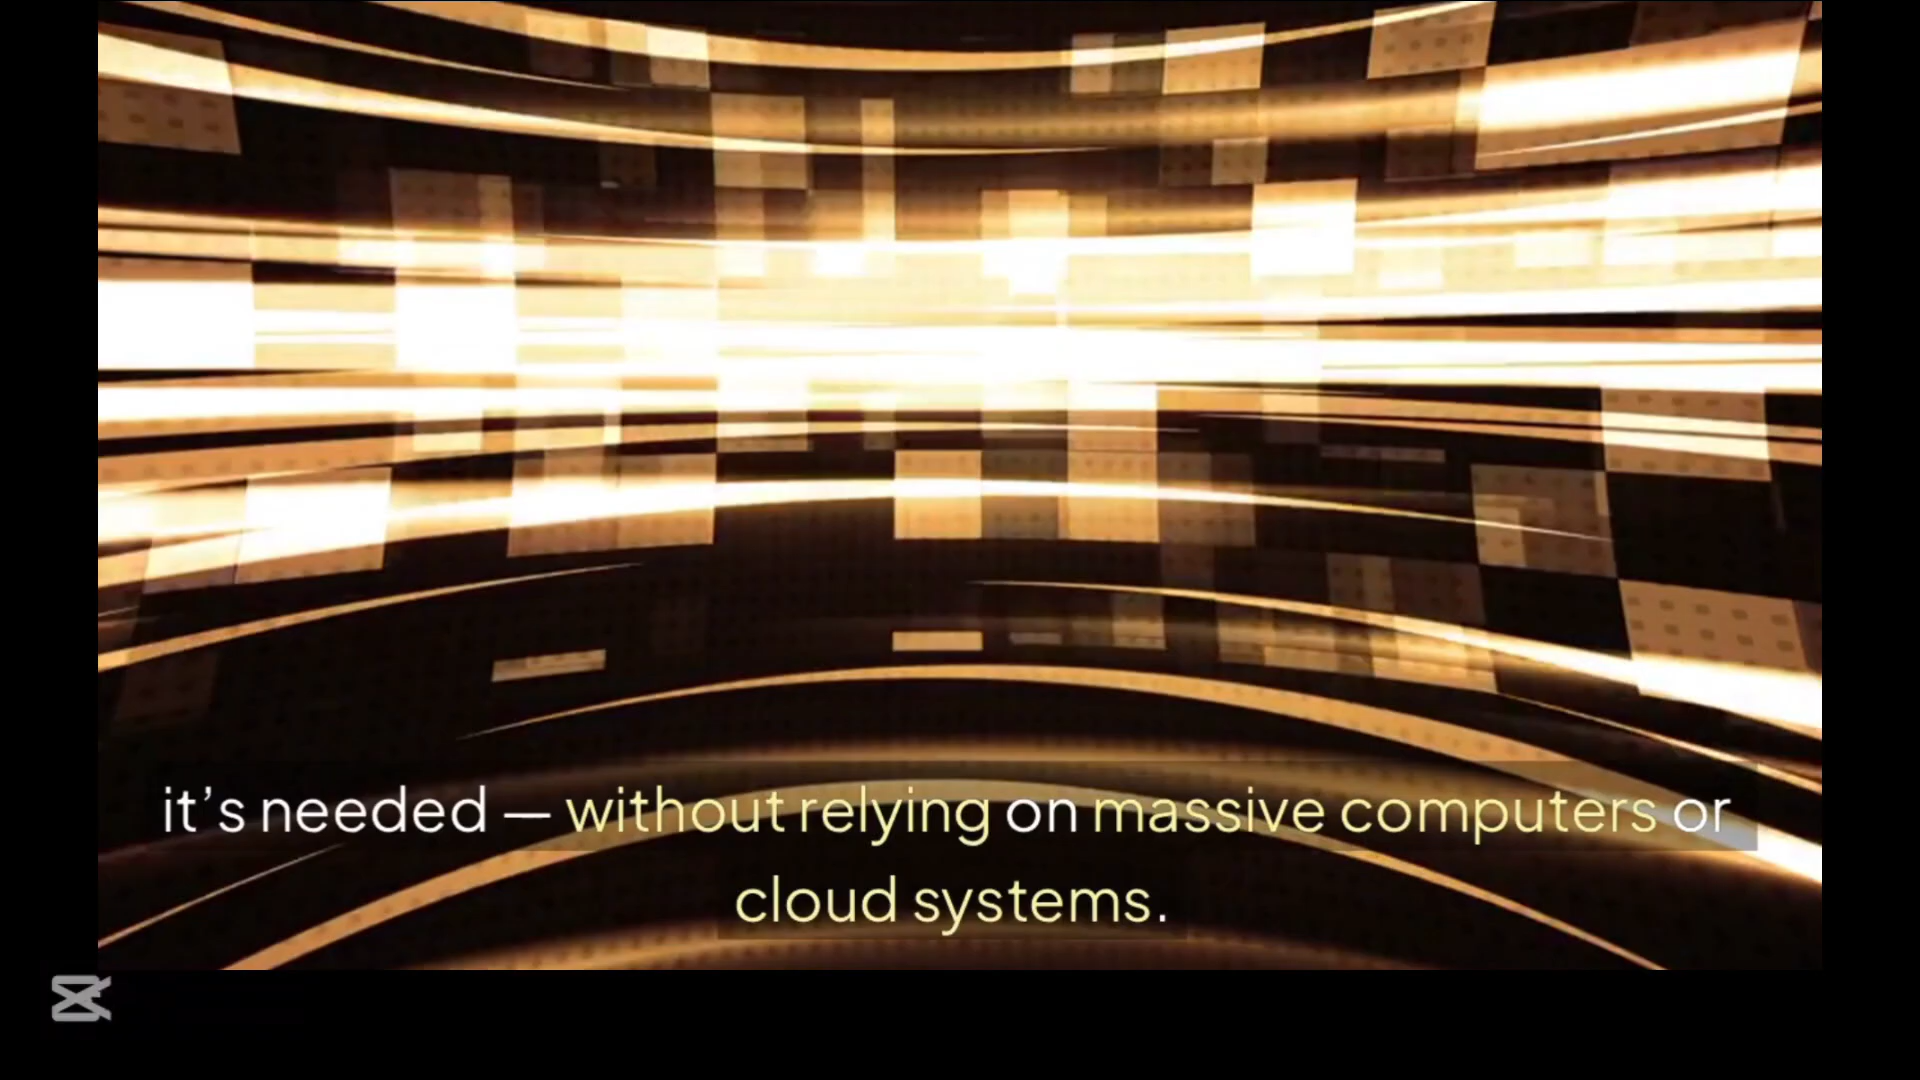 it’s needed — without relying on massive computers or
cloud systems.